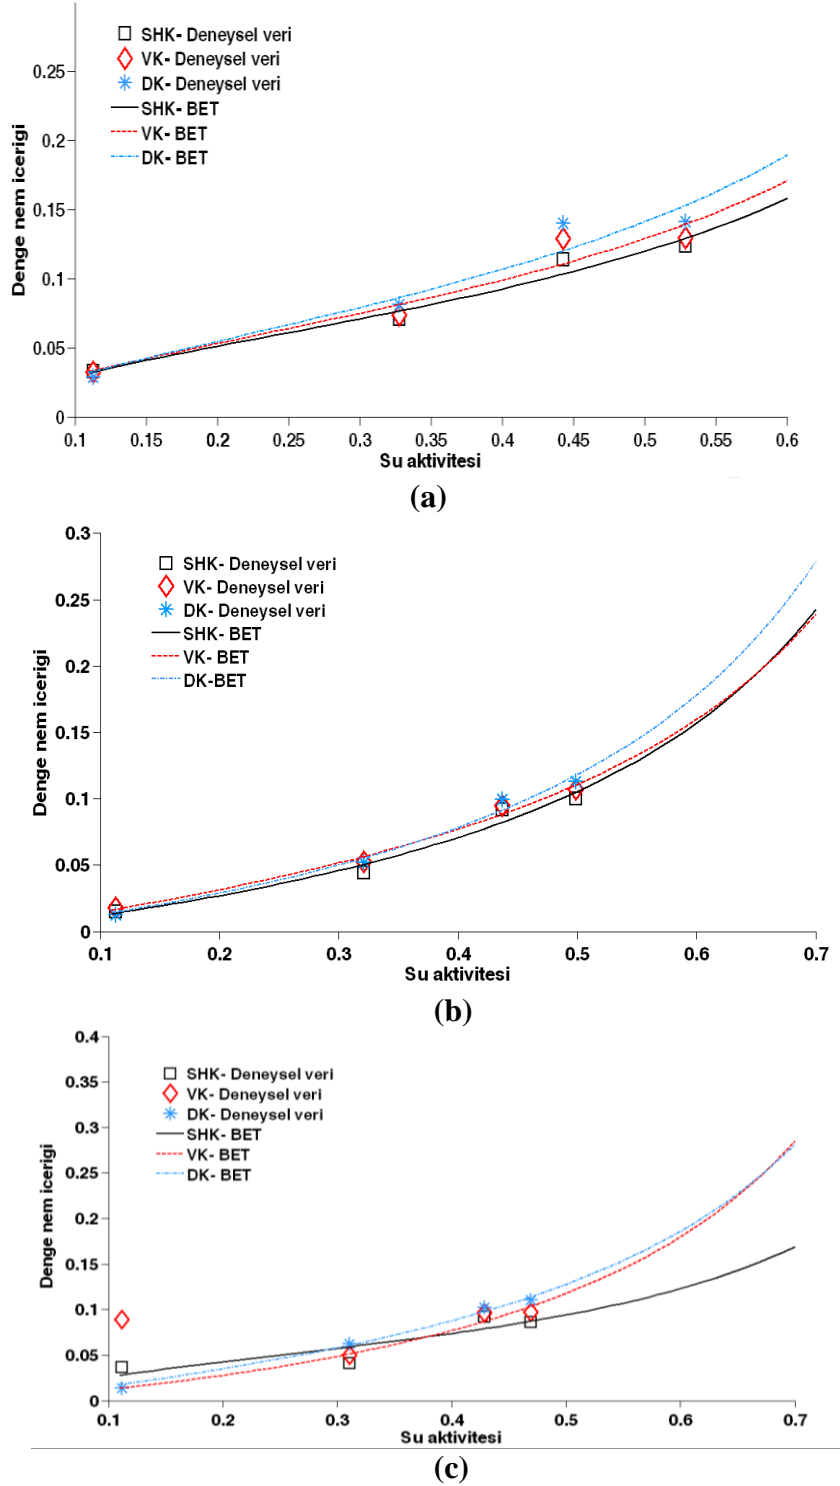 SHK- Deneysel veri
VK- Deneysel veri
DK- Deneysel veri
SHK- BET
VK- BET
DK- BET
0.25
0.2
0.15
0.1
0.05
0
Denge nem icerigi
0.1 0.15 0.2 0.25 0.3 0.35 0.4 0.45 0.5 0.55 0.6
Su aktivitesi
(a)
0.3
0.25
0.2
0.15
0.1
0.05
0
Denge nem icerigi
SHK- Deneysel veri
VK- Deneysel veri
DK- Deneysel veri
SHK- BET
VK- BET
DK-BET
0.1 0.2 0.3 0.4 0.5 0.6 0.7
Su aktivitesi
(b)
0.4
0.35
0.3
0.25
0.2
0.15
0.1
0.05
0
Denge nem icerigi
SHK- Deneysel veri
VK- Deneysel veri
DK- Deneysel veri
SHK- BET
VK- BET
DK- BET
0.1 0.2 0.3 0.4 0.5 0.6 0.7
Su aktivitesi
(c)